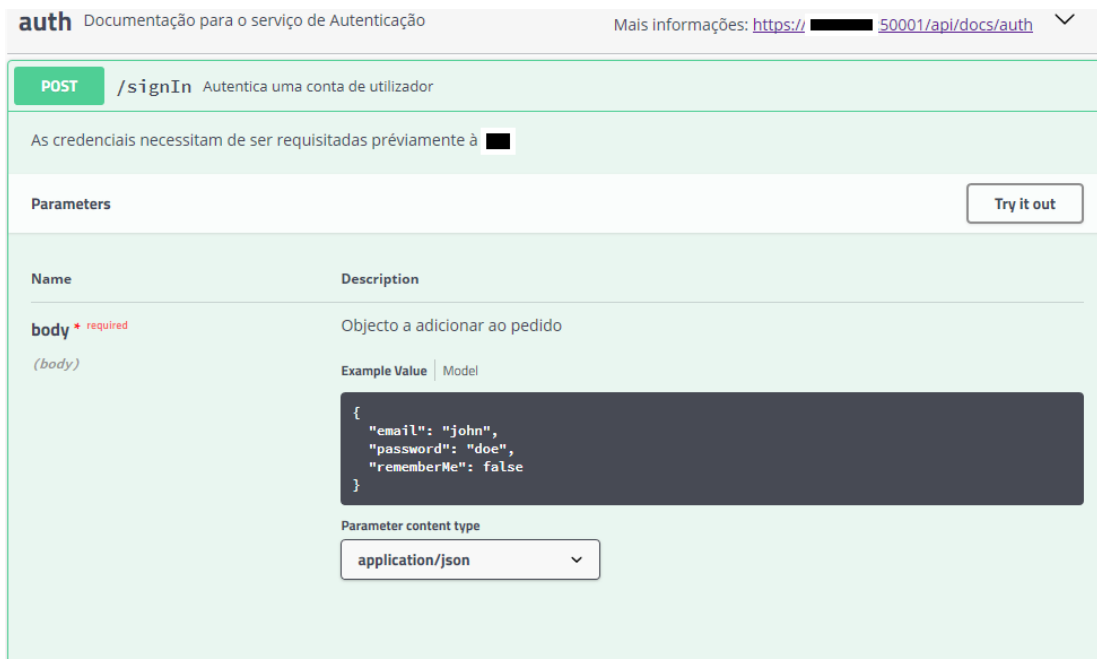 auth Documentação para o serviço de Autenticação Mais informações: https:// :50001/api/docs/auth
POST /signIn Autentica uma conta de utilizador
As credenciais necessitam de ser requisitadas préviamente à
Parameters Try it out
Name Description
body * required Objecto a adicionar ao pedido
(body)
Example Value Model
{
"email": "john",
"password": "doe",
"rememberMe": false
}
Parameter content type
application/json